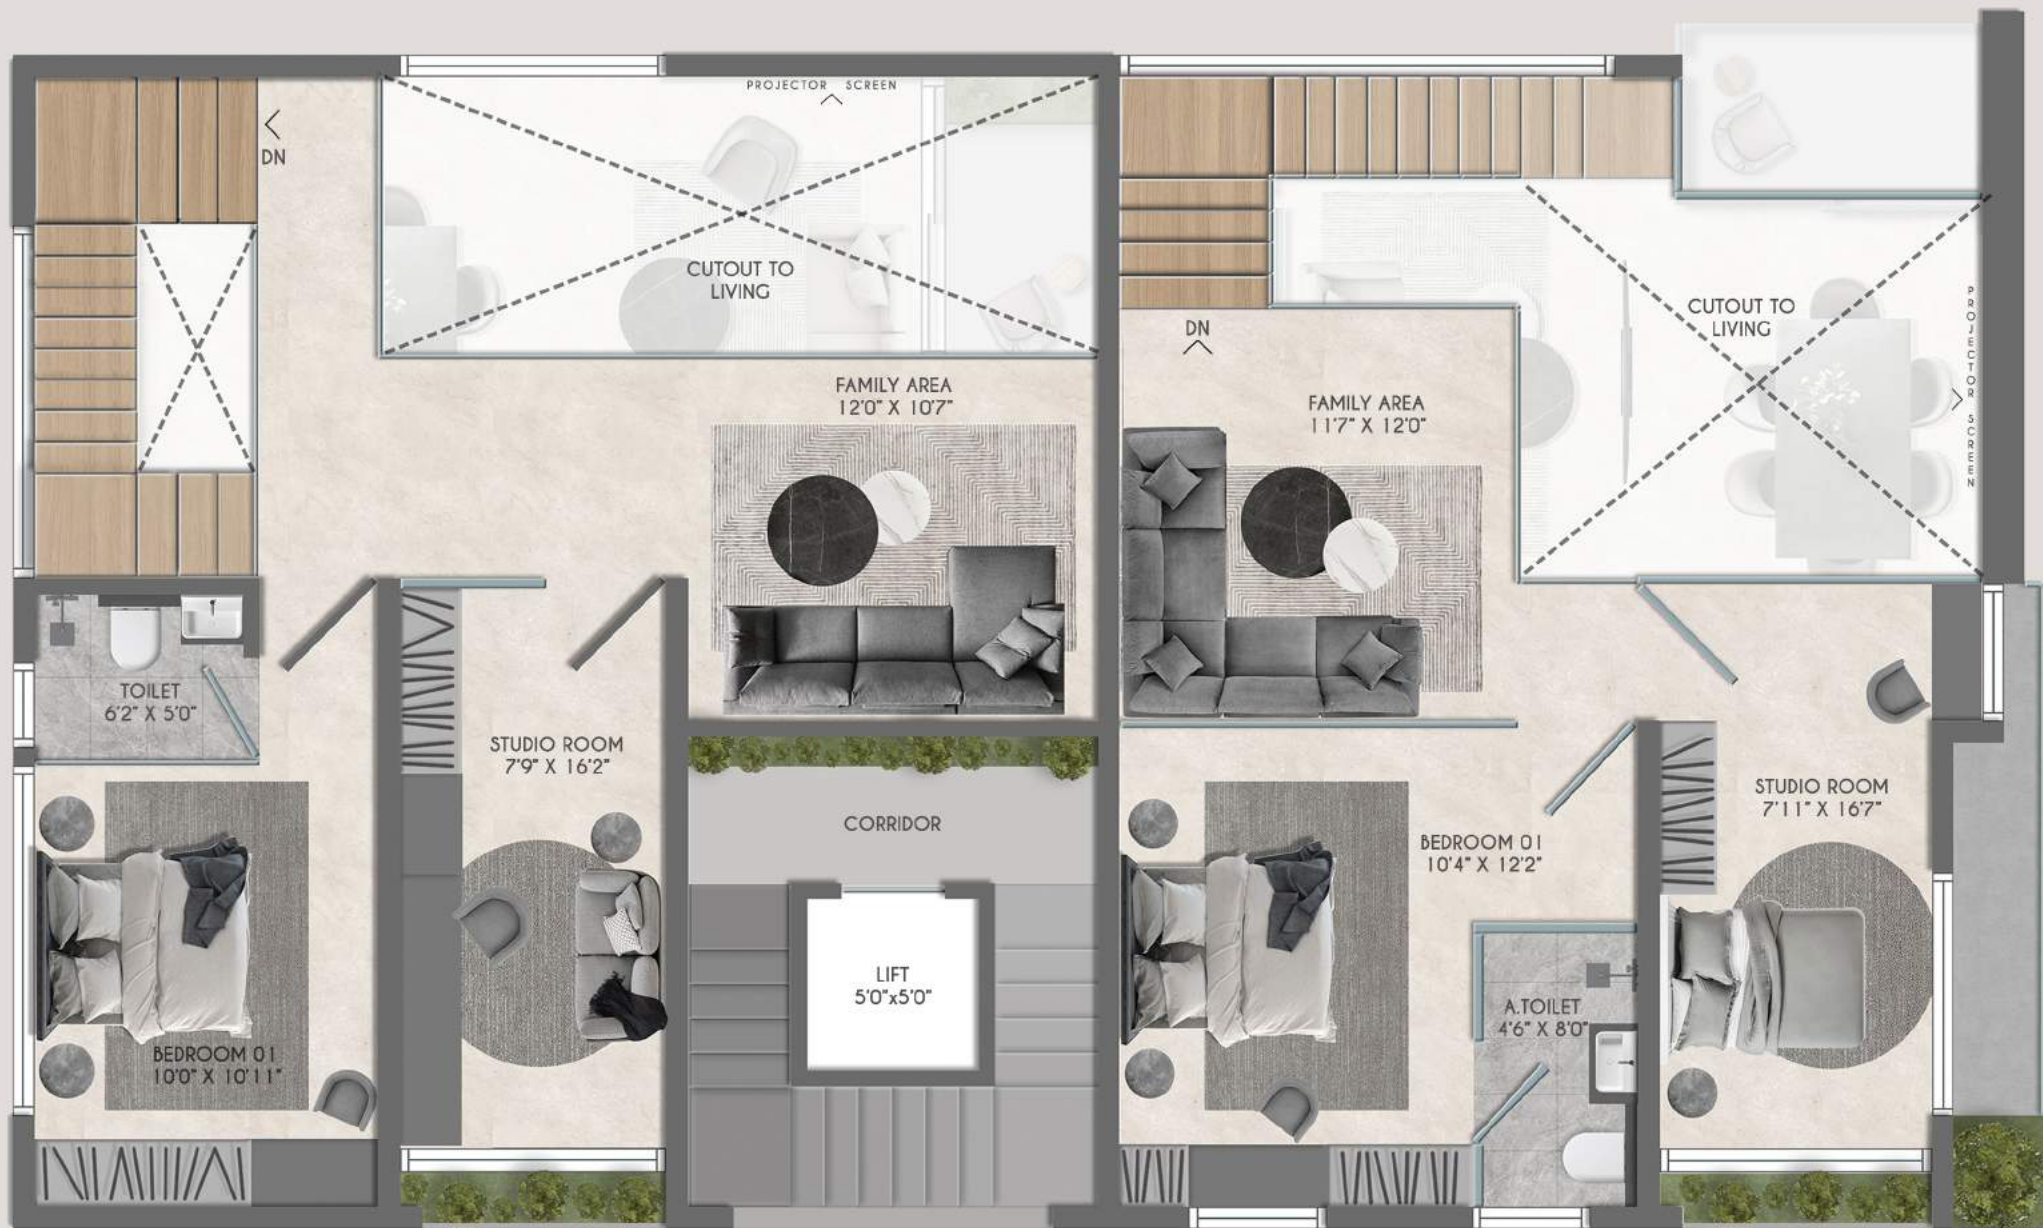 PROJECTOR SCREEN
DN
CUTOUT TO
LIVING
FAMILY AREA
12'0" X 10'7"
TOILET
6'2" X 5'0"
STUDIO ROOM
7'9" X 16'2"
BEDROOM 01
10'0" X 10'11"
CORRIDOR
LIFT
5'0"x5'0"
DN
CUTOUT TO
LIVING
PROJECTOR SCREEN
FAMILY AREA
11'7" X 12'0"
STUDIO ROOM
7'11" X 16'7"
BEDROOM 01
10'4" X 12'2"
A.TOILET
4'6" X 8'0"